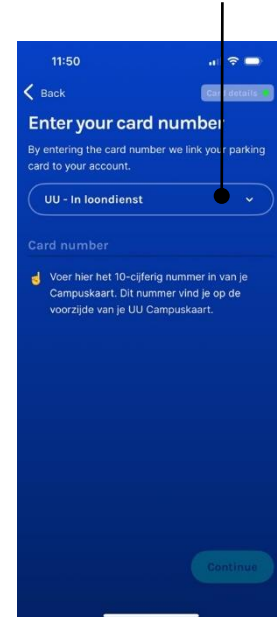 11:50
Back
Card details
Enter your card number
By entering the card number we link your parking
card to your account.
UU - In loondienst
Card number
☝ Voer hier het 10-cijferig nummer in van je
Campuskaart. Dit nummer vind je op de
voorzijde van je UU Campuskaart.
Continue